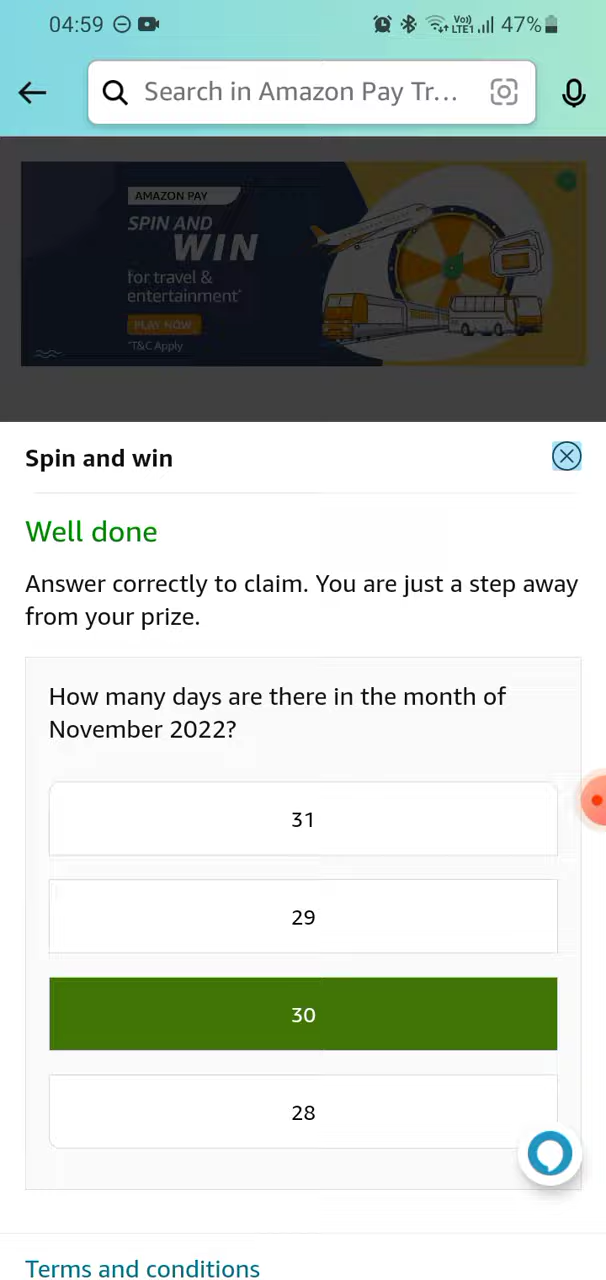 04:59
Vo)) LTE1 47%
Search in Amazon Pay Tr...
AMAZON PAY
SPIN AND
WIN
for travel &
entertainment*
PLAY NOW
*T&C Apply
Spin and win
Well done
Answer correctly to claim. You are just a step away
from your prize.
How many days are there in the month of
November 2022?
31
29
30
28
Terms and conditions